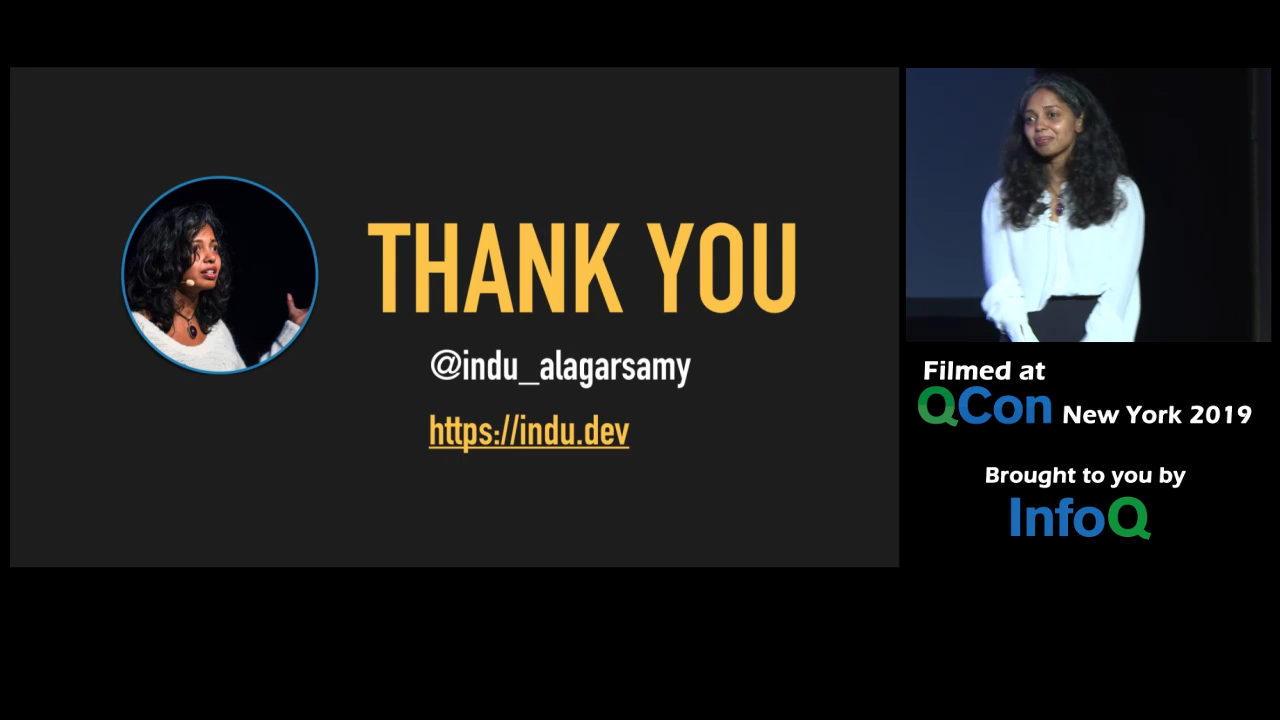 THANK YOU
@indu_alagarsamy
https://indu.dev
Filmed at
QCon New York 2019
Brought to you by
InfoQ